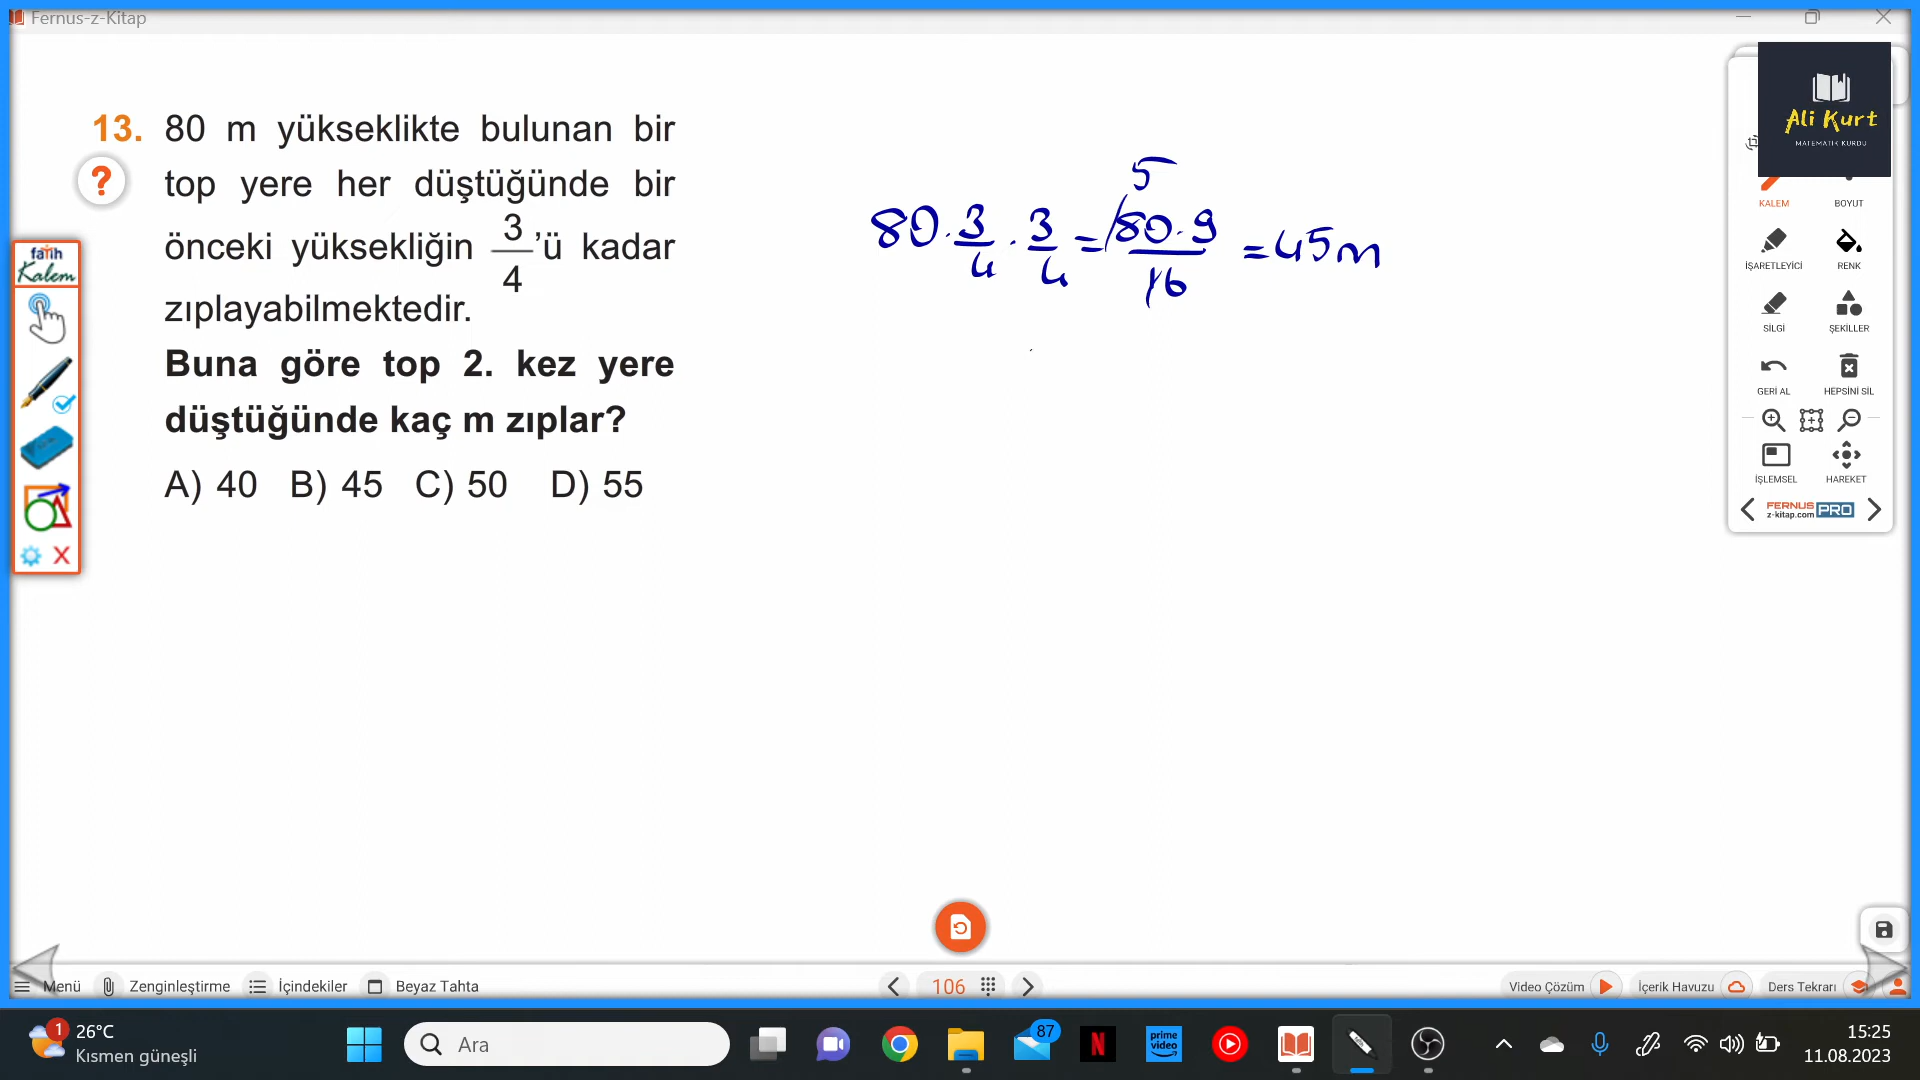 Fernus-z-Kitap
13. 80 m yükseklikte bulunan bir
top yere her düştüğünde bir
önceki yüksekliğin 3/4 'ü kadar
zıplayabilmektedir.
Buna göre top 2. kez yere
düştüğünde kaç m zıplar?
A) 40 B) 45 C) 50 D) 55
?
5
80 · 3/4 · 3/4 = 80 · 9/16 = 45 m
fatih
Kalem
Ali Kurt
MATEMATİK KURDU
KALEM BOYUT
İŞARETLEYİCİ RENK
SİLGİ ŞEKİLLER
GERİ AL HEPSİNİ SİL
İŞLEMSEL HAREKET
FERNUS PRO
z-kitap.com
Menü Zenginleştirme İçindekiler Beyaz Tahta 106 Video Çözüm İçerik Havuzu Ders Tekrarı
1
26°C
Kısmen güneşli
Ara
87
N
prime video
15:25
11.08.2023